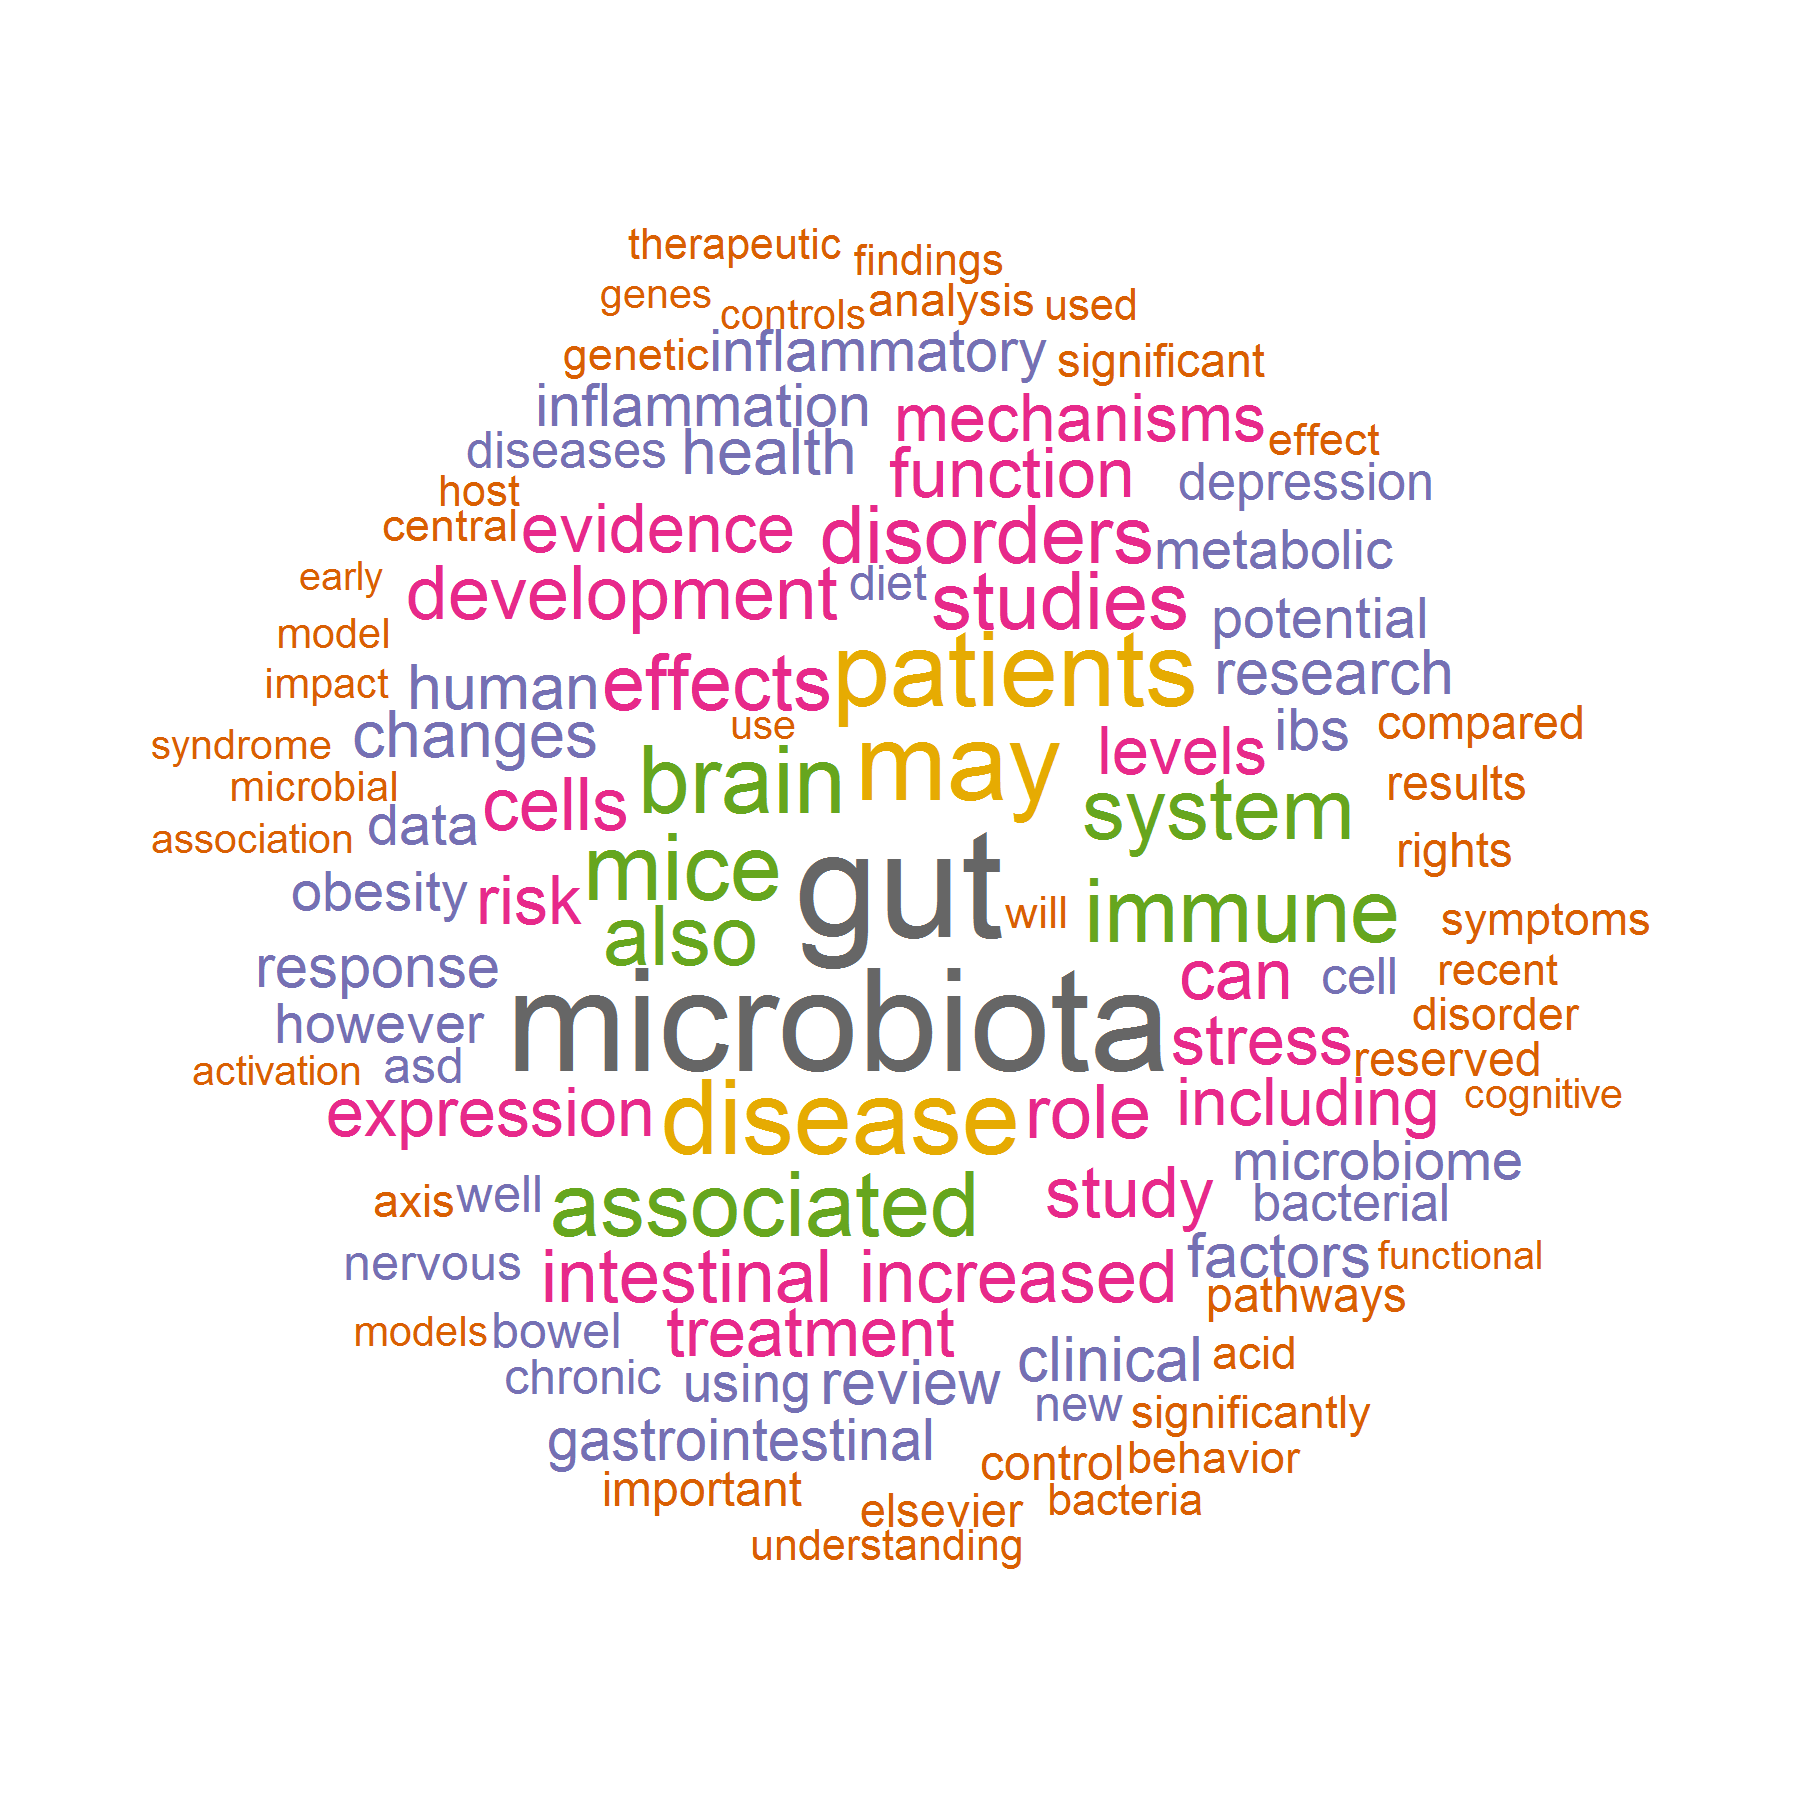 therapeutic
findings
genes
controls
analysis
used
genetic
inflammatory
significant
inflammation
mechanisms
effect
diseases
health
function
depression
host
central
evidence
disorders
metabolic
early
development
diet
studies
potential
model
impact
human
effects
patients
research
syndrome
changes
use
may
levels
ibs
compared
microbial
brain
system
results
association
data
cells
mice
gut
rights
obesity
risk
also
will
immune
symptoms
response
microbiota
can
cell
recent
however
stress
disorder
activation
asd
reserved
expression
disease
role
including
cognitive
axis
well
associated
study
microbiome
bacterial
nervous
intestinal
increased
factors
functional
pathways
models
bowel
treatment
clinical
acid
chronic
using
review
new
significantly
gastrointestinal
control
behavior
important
elsevier
bacteria
understanding